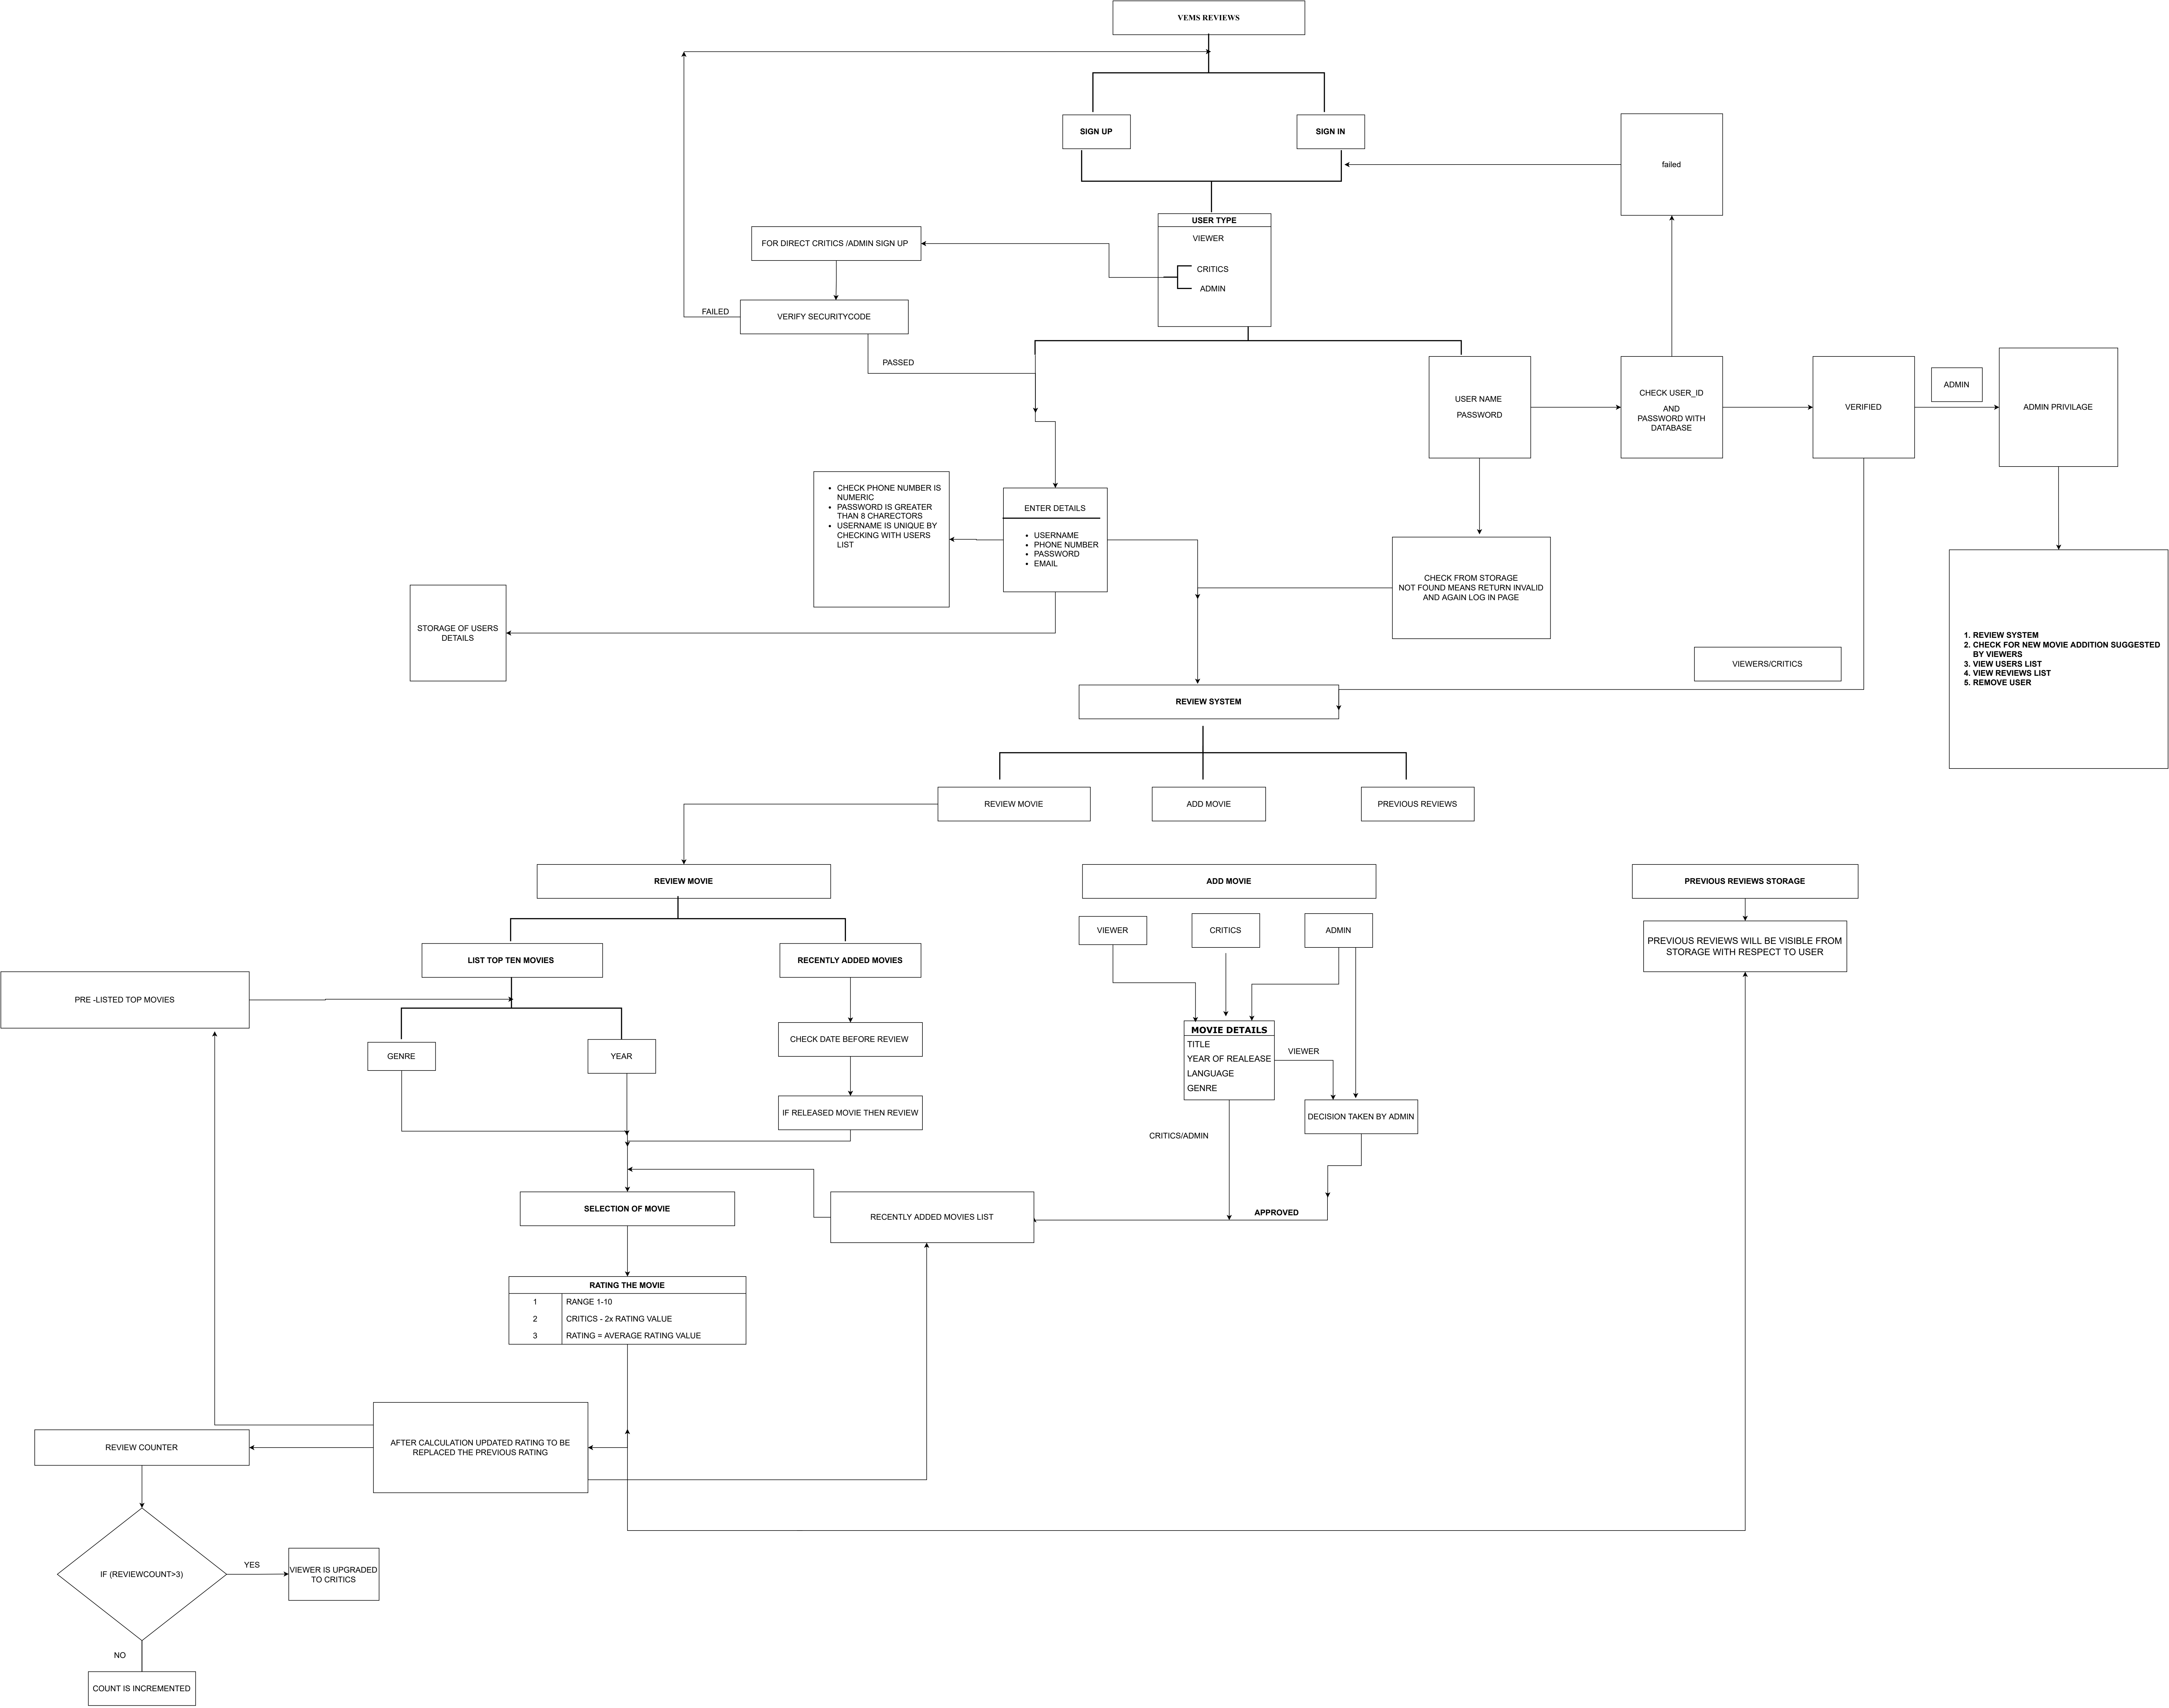 VEMS REVIEWS
SIGN UP
SIGN IN
failed
USER TYPE
VIEWER
CRITICS
ADMIN
FOR DIRECT CRITICS /ADMIN SIGN UP
FAILED
VERIFY SECURITYCODE
PASSED
USER NAME
PASSWORD
CHECK USER_ID
AND
PASSWORD WITH
DATABASE
VERIFIED
ADMIN
ADMIN PRIVILAGE
• CHECK PHONE NUMBER IS
NUMERIC
• PASSWORD IS GREATER
THAN 8 CHARECTORS
• USERNAME IS UNIQUE BY
CHECKING WITH USERS
LIST
ENTER DETAILS
• USERNAME
• PHONE NUMBER
• PASSWORD
• EMAIL
CHECK FROM STORAGE
NOT FOUND MEANS RETURN INVALID
AND AGAIN LOG IN PAGE
STORAGE OF USERS
DETAILS
VIEWERS/CRITICS
1. REVIEW SYSTEM
2. CHECK FOR NEW MOVIE ADDITION SUGGESTED
BY VIEWERS
3. VIEW USERS LIST
4. VIEW REVIEWS LIST
5. REMOVE USER
REVIEW SYSTEM
REVIEW MOVIE
ADD MOVIE
PREVIOUS REVIEWS
REVIEW MOVIE
ADD MOVIE
PREVIOUS REVIEWS STORAGE
VIEWER
CRITICS
ADMIN
PREVIOUS REVIEWS WILL BE VISIBLE FROM
STORAGE WITH RESPECT TO USER
LIST TOP TEN MOVIES
RECENTLY ADDED MOVIES
PRE -LISTED TOP MOVIES
GENRE
YEAR
CHECK DATE BEFORE REVIEW
IF RELEASED MOVIE THEN REVIEW
MOVIE DETAILS
TITLE
YEAR OF REALEASE
LANGUAGE
GENRE
VIEWER
DECISION TAKEN BY ADMIN
CRITICS/ADMIN
APPROVED
SELECTION OF MOVIE
RECENTLY ADDED MOVIES LIST
RATING THE MOVIE
1 RANGE 1-10
2 CRITICS - 2x RATING VALUE
3 RATING = AVERAGE RATING VALUE
AFTER CALCULATION UPDATED RATING TO BE
REPLACED THE PREVIOUS RATING
REVIEW COUNTER
IF (REVIEWCOUNT>3)
YES
VIEWER IS UPGRADED
TO CRITICS
NO
COUNT IS INCREMENTED